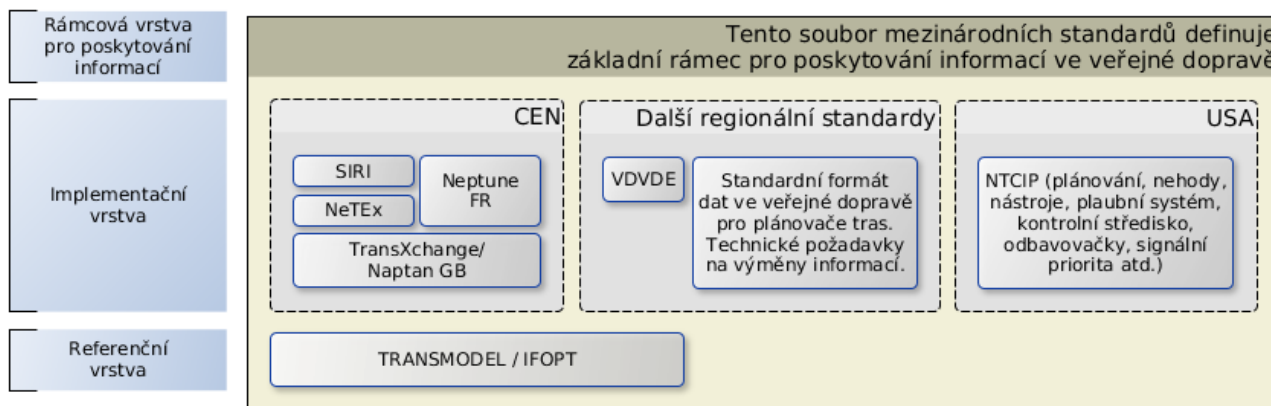 Rámcová vrstva
pro poskytování
informací
Tento soubor mezinárodních standardů definuje
základní rámec pro poskytování informací ve veřejné dopravě
Implementační
vrstva
CEN
SIRI
NeTEx
Neptune
FR
TransXchange/
Naptan GB
Další regionální standardy
VDVDE
Standardní formát
dat ve veřejné dopravě
pro plánovače tras.
Technické požadavky
na výměny informací.
USA
NTCIP (plánování, nehody,
nástroje, plaubní systém,
kontrolní středisko,
odbavovačky, signální
priorita atd.)
Referenční
vrstva
TRANSMODEL / IFOPT